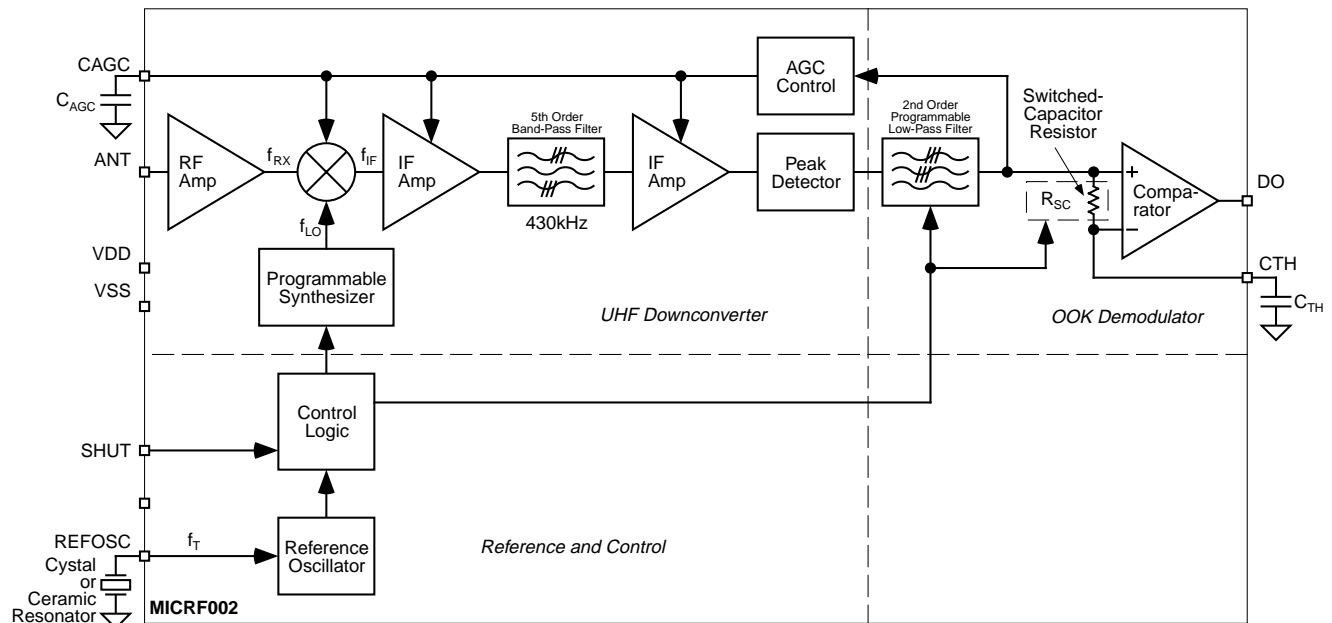 CAGC
C_AGC
AGC
Control
Switched-
Capacitor
Resistor
5th Order
Band-Pass Filter
2nd Order
Programmable
Low-Pass Filter
ANT
RF
Amp
f_RX
f_IF
IF
Amp
430kHz
IF
Amp
Peak
Detector
R_SC
+
−
Compa-
rator
DO
f_LO
VDD
VSS
Programmable
Synthesizer
UHF Downconverter
OOK Demodulator
CTH
C_TH
Control
Logic
SHUT
REFOSC
f_T
Reference
Oscillator
Reference and Control
Cystal
or
Ceramic
Resonator
MICRF002